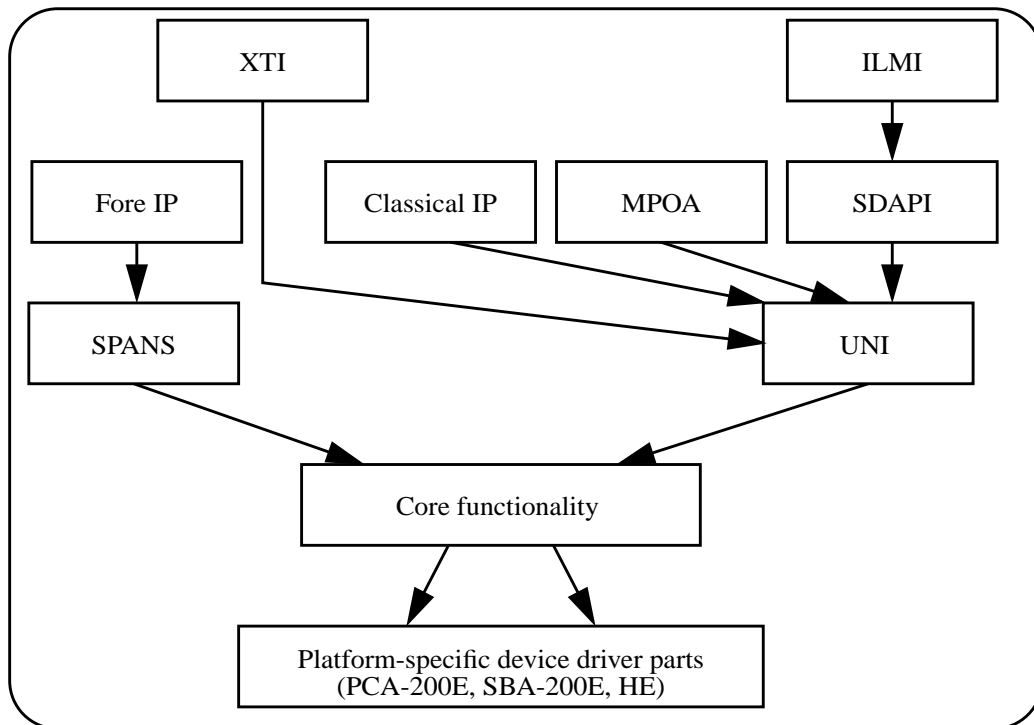 XTI
ILMI
Fore IP
Classical IP
MPOA
SDAPI
SPANS
UNI
Core functionality
Platform-specific device driver parts
(PCA-200E, SBA-200E, HE)